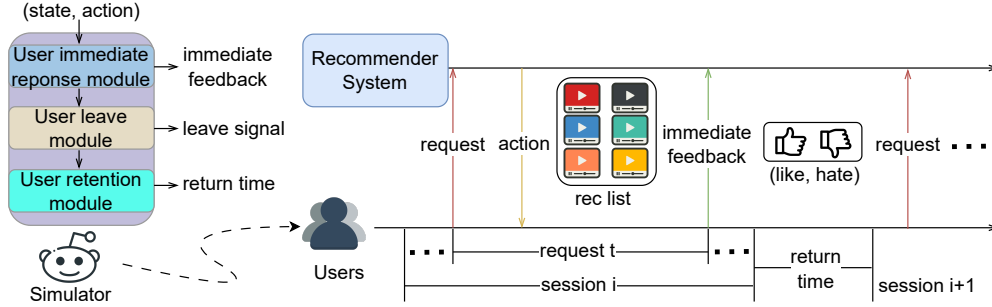 (state, action)
User immediate
reponse module
immediate
feedback
User leave
module
leave signal
User retention
module
return time
Simulator
Recommender
System
request
action
rec list
immediate
feedback
(like, hate)
request
Users
request t
session i
return
time
session i+1